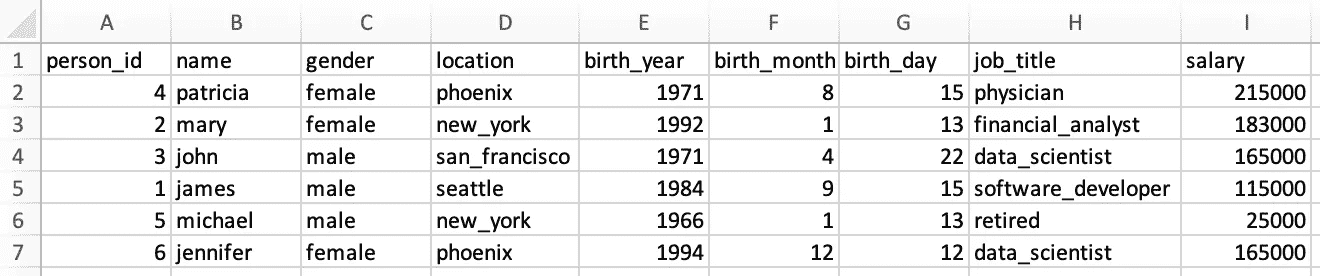 A B C D E F G H I
1 person_id name gender location birth_year birth_month birth_day job_title salary
2 4 patricia female phoenix 1971 8 15 physician 215000
3 2 mary female new_york 1992 1 13 financial_analyst 183000
4 3 john male san_francisco 1971 4 22 data_scientist 165000
5 1 james male seattle 1984 9 15 software_developer 115000
6 5 michael male new_york 1966 1 13 retired 25000
7 6 jennifer female phoenix 1994 12 12 data_scientist 165000